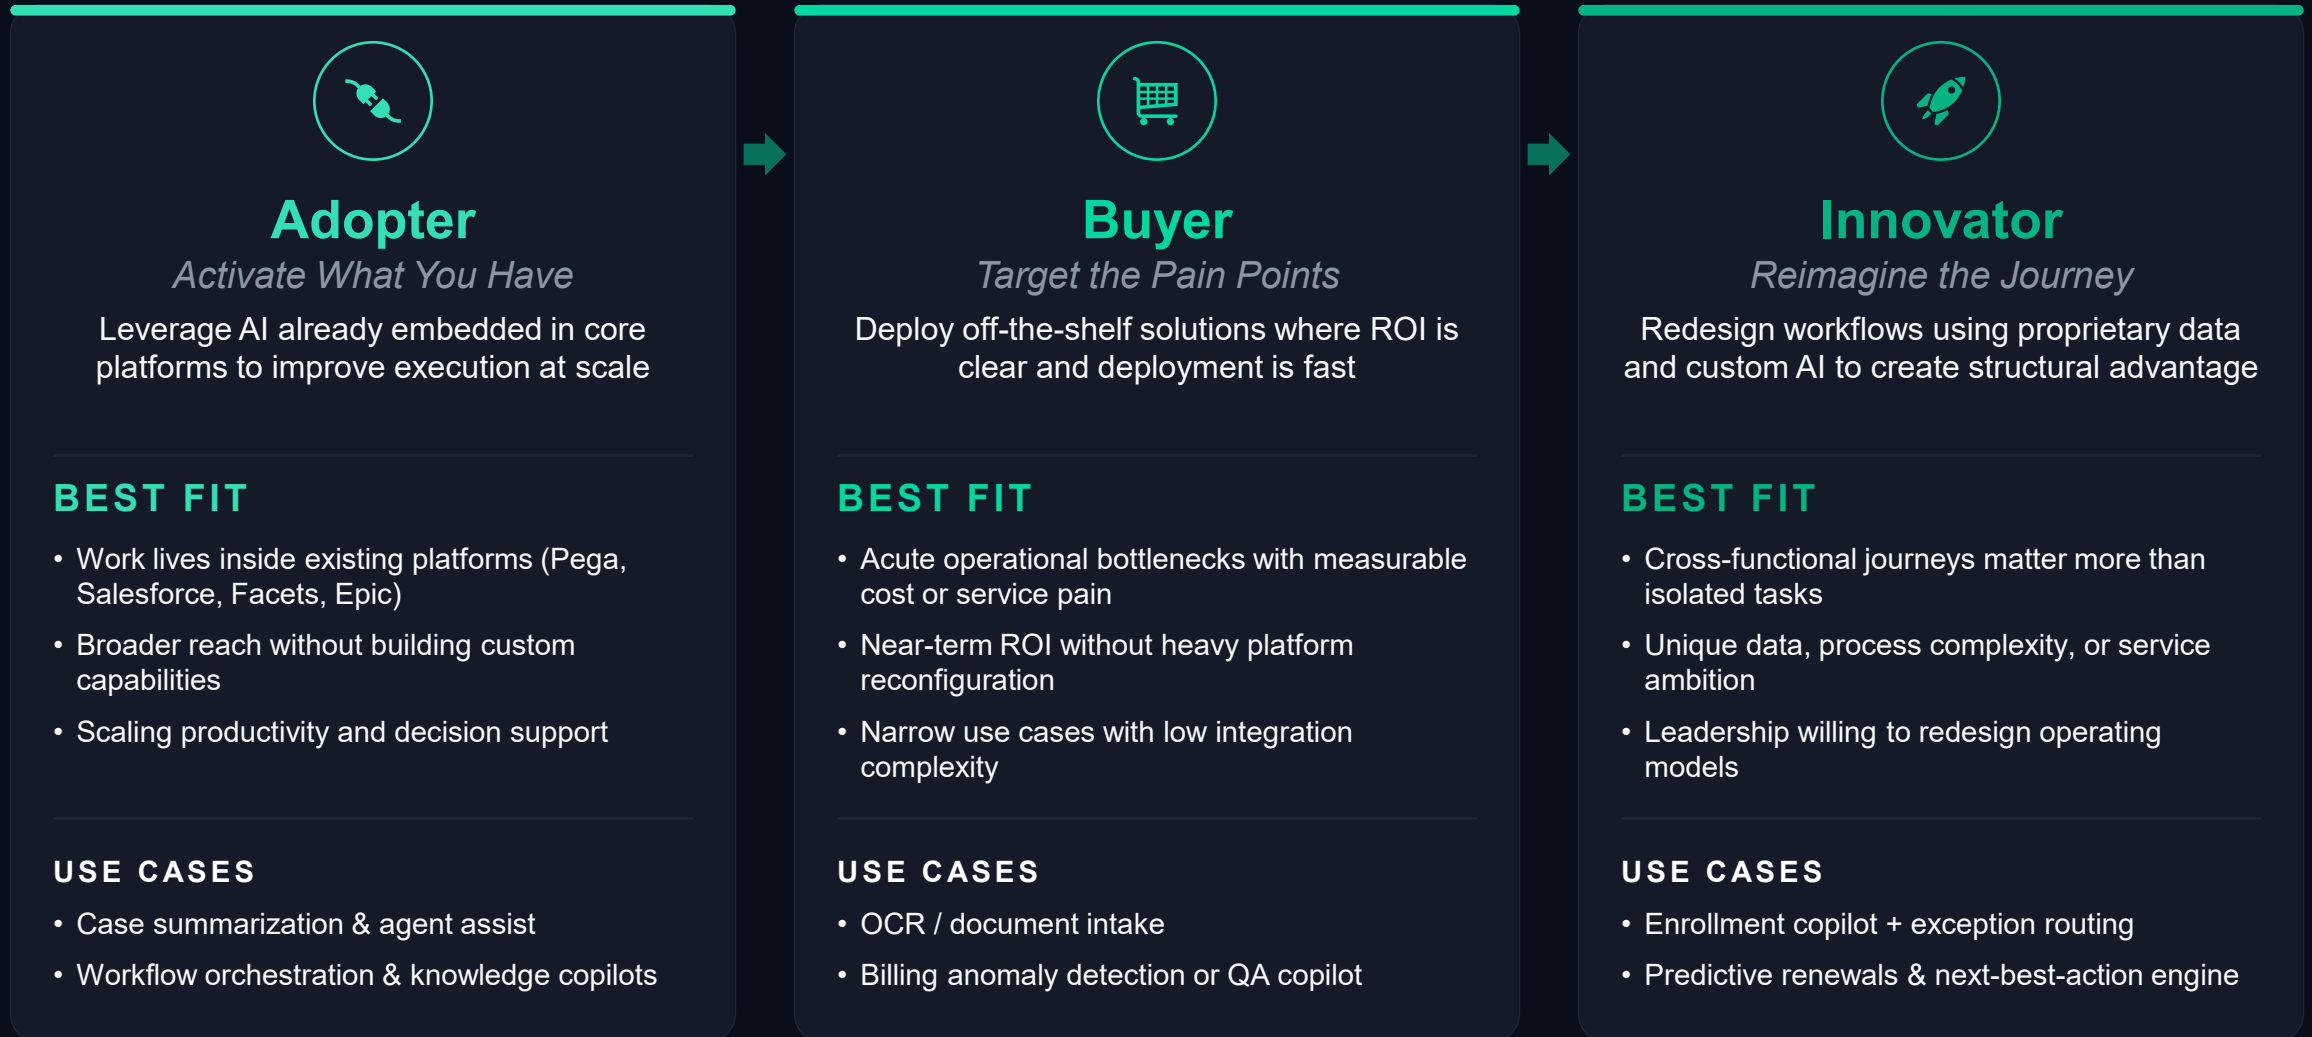 Adopter
Activate What You Have
Leverage AI already embedded in core
platforms to improve execution at scale
BEST FIT
• Work lives inside existing platforms (Pega,
Salesforce, Facets, Epic)
• Broader reach without building custom
capabilities
• Scaling productivity and decision support
USE CASES
• Case summarization & agent assist
• Workflow orchestration & knowledge copilots
Buyer
Target the Pain Points
Deploy off-the-shelf solutions where ROI is
clear and deployment is fast
BEST FIT
• Acute operational bottlenecks with measurable
cost or service pain
• Near-term ROI without heavy platform
reconfiguration
• Narrow use cases with low integration
complexity
USE CASES
• OCR / document intake
• Billing anomaly detection or QA copilot
Innovator
Reimagine the Journey
Redesign workflows using proprietary data
and custom AI to create structural advantage
BEST FIT
• Cross-functional journeys matter more than
isolated tasks
• Unique data, process complexity, or service
ambition
• Leadership willing to redesign operating
models
USE CASES
• Enrollment copilot + exception routing
• Predictive renewals & next-best-action engine